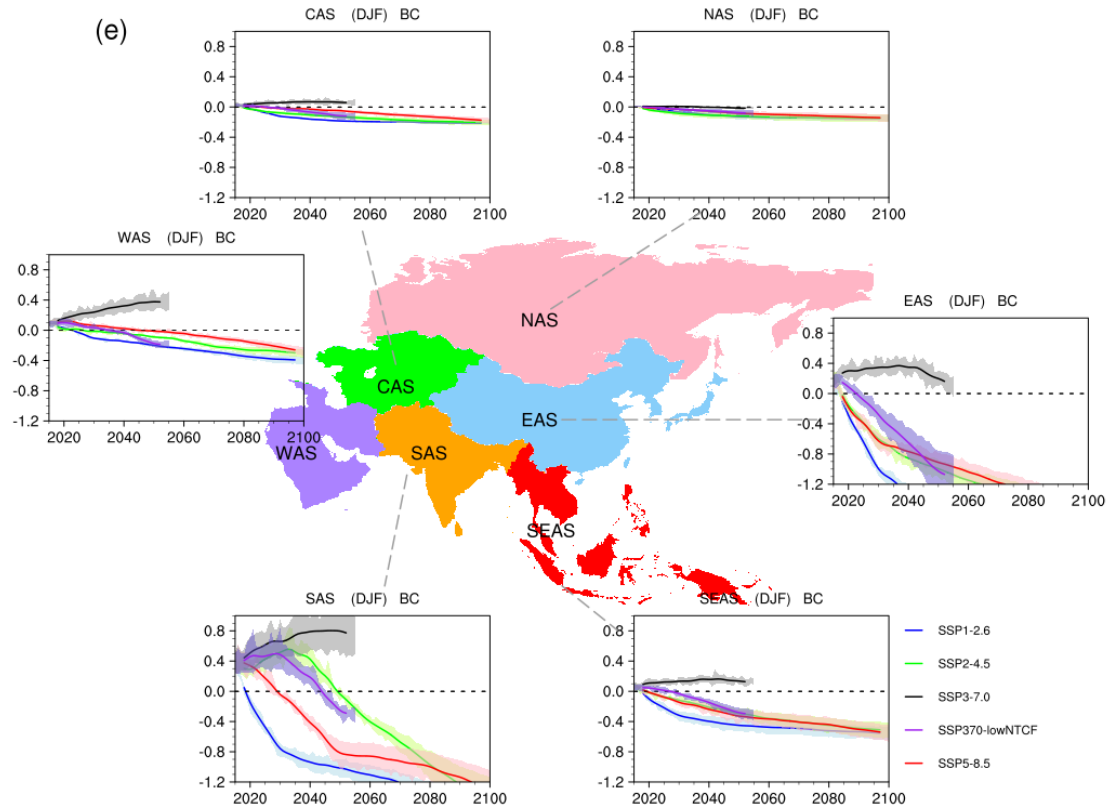 (e)
CAS (DJF) BC
0.8
0.4
0.0
-0.4
-0.8
-1.2
2020 2040 2060 2080 2100
NAS (DJF) BC
0.8
0.4
0.0
-0.4
-0.8
-1.2
2020 2040 2060 2080 2100
WAS (DJF) BC
0.8
0.4
0.0
-0.4
-0.8
-1.2
2020 2040 2060 2080 2100
EAS (DJF) BC
0.8
0.4
0.0
-0.4
-0.8
-1.2
2020 2040 2060 2080 2100
NAS
CAS
EAS
WAS
SAS
SEAS
SAS (DJF) BC
0.8
0.4
0.0
-0.4
-0.8
-1.2
2020 2040 2060 2080 2100
SEAS (DJF) BC
0.8
0.4
0.0
-0.4
-0.8
-1.2
2020 2040 2060 2080 2100
SSP1-2.6
SSP2-4.5
SSP3-7.0
SSP370-lowNTCF
SSP5-8.5